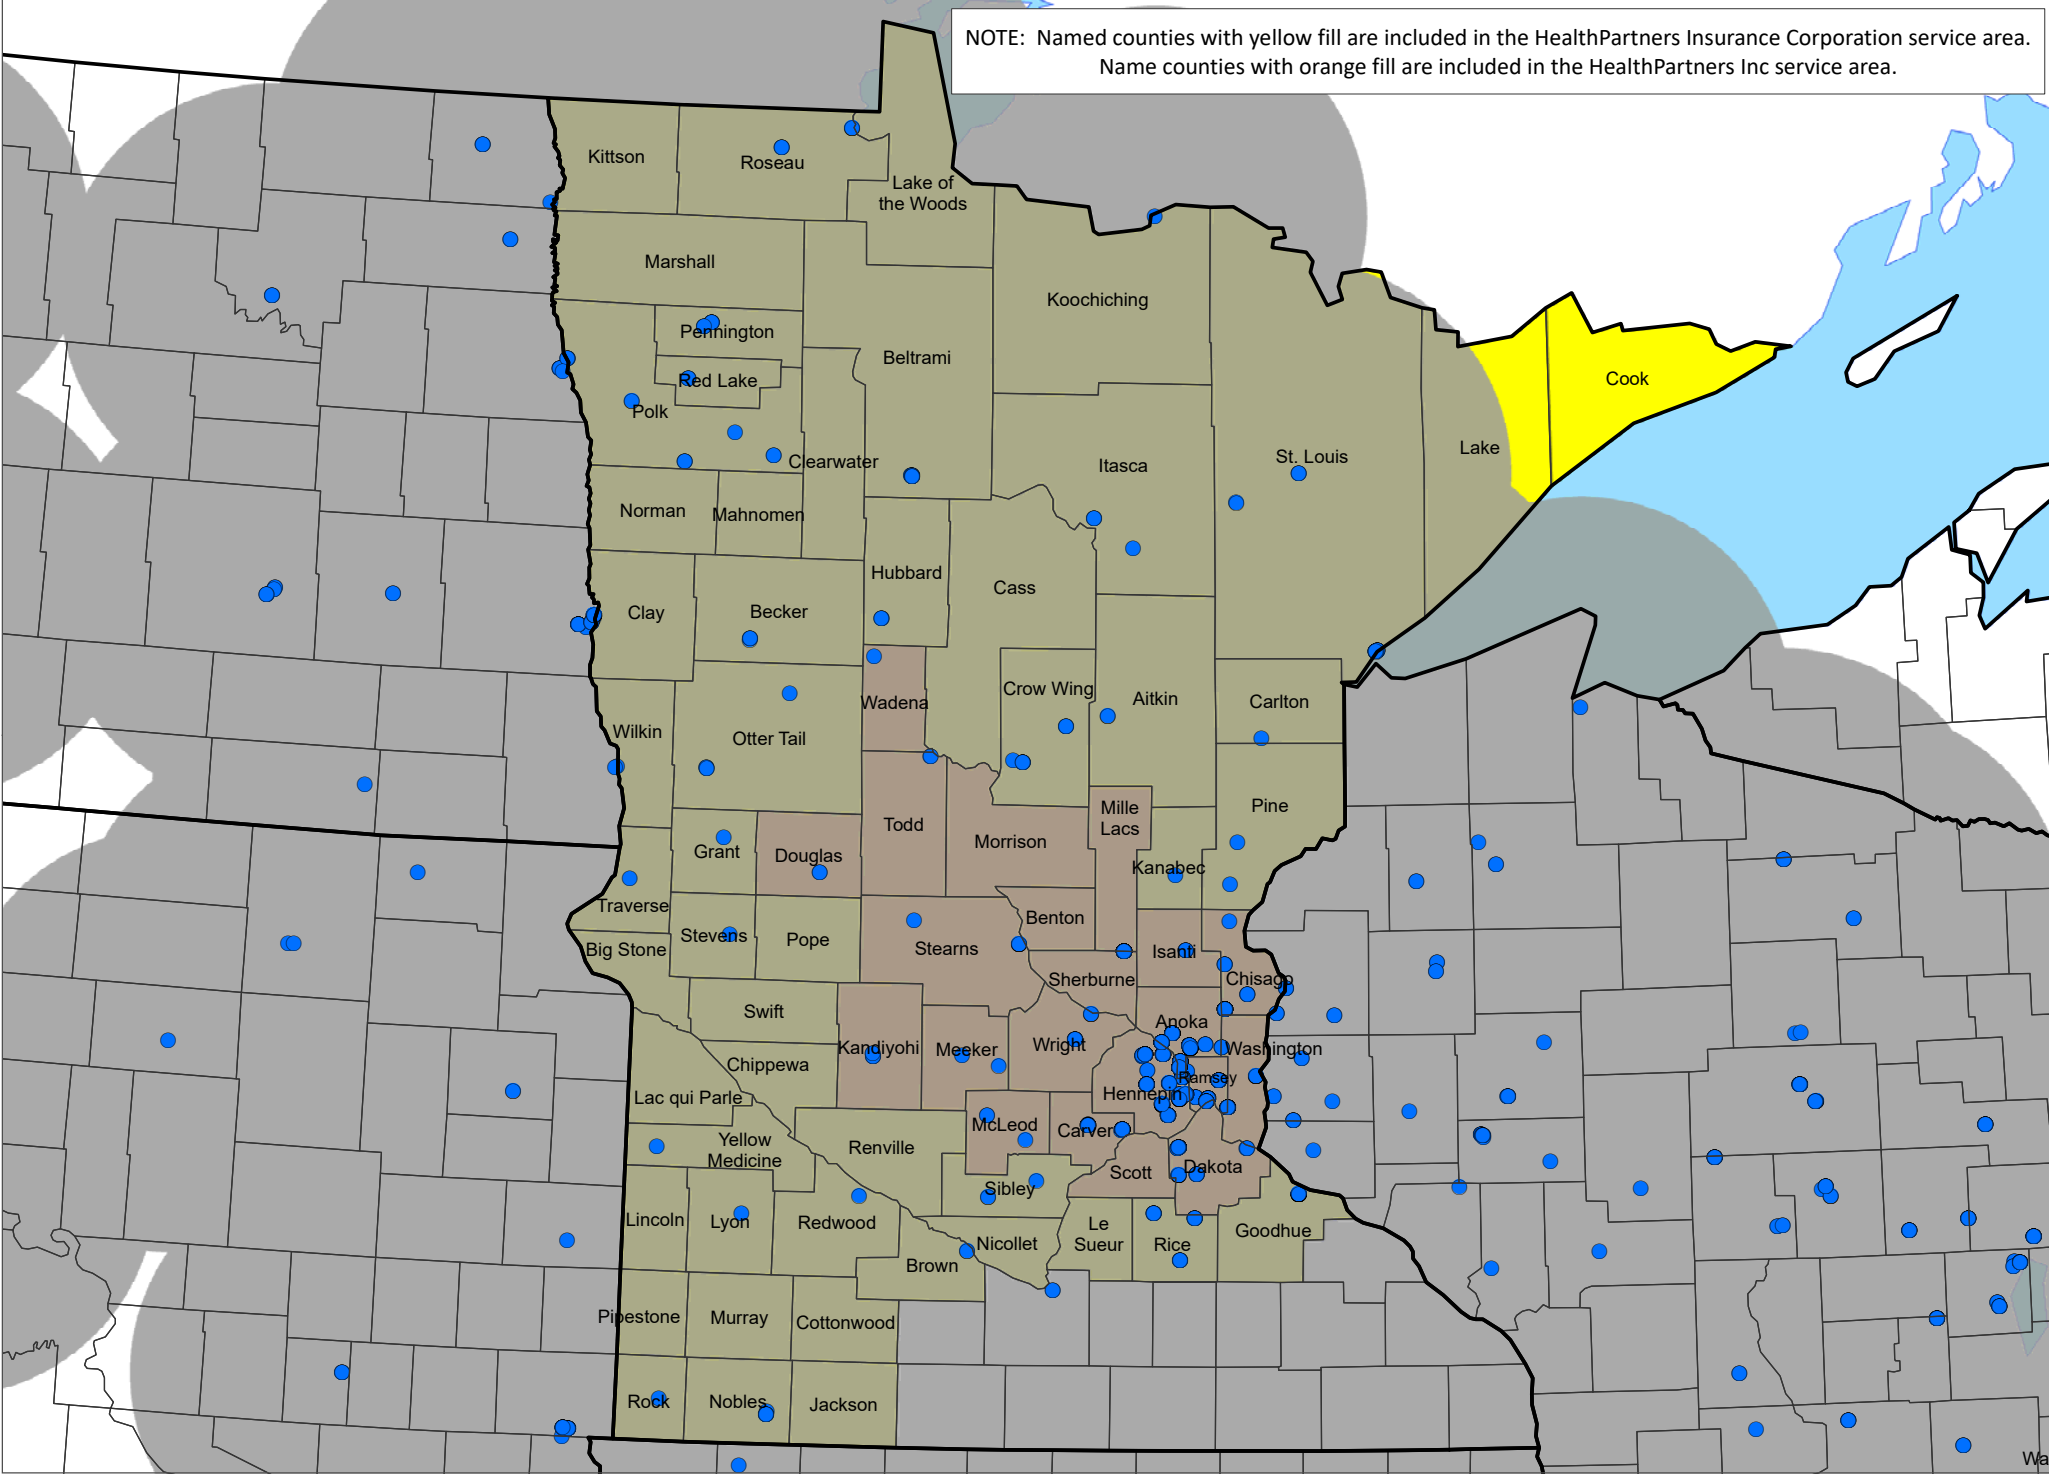 NOTE: Named counties with yellow fill are included in the HealthPartners Insurance Corporation service area.
Name counties with orange fill are included in the HealthPartners Inc service area.
Kittson
Roseau
Lake of
the Woods
Marshall
Koochiching
Pennington
Beltrami
Red Lake
Cook
Polk
Lake
Clearwater
Itasca
St. Louis
Norman
Mahnomen
Hubbard
Cass
Clay
Becker
Crow Wing
Aitkin
Carlton
Wadena
Wilkin
Otter Tail
Pine
Mille
Lacs
Todd
Morrison
Grant
Douglas
Kanabec
Traverse
Benton
Stevens
Pope
Big Stone
Stearns
Isanti
Sherburne
Chisago
Swift
Anoka
Kandiyohi
Meeker
Wright
Washington
Chippewa
Ramsey
Hennepin
Lac qui Parle
McLeod
Carver
Yellow
Medicine
Renville
Scott
Dakota
Sibley
Lincoln
Lyon
Redwood
Le
Sueur
Goodhue
Nicollet
Rice
Brown
Pipestone
Murray
Cottonwood
Rock
Nobles
Jackson
Wa